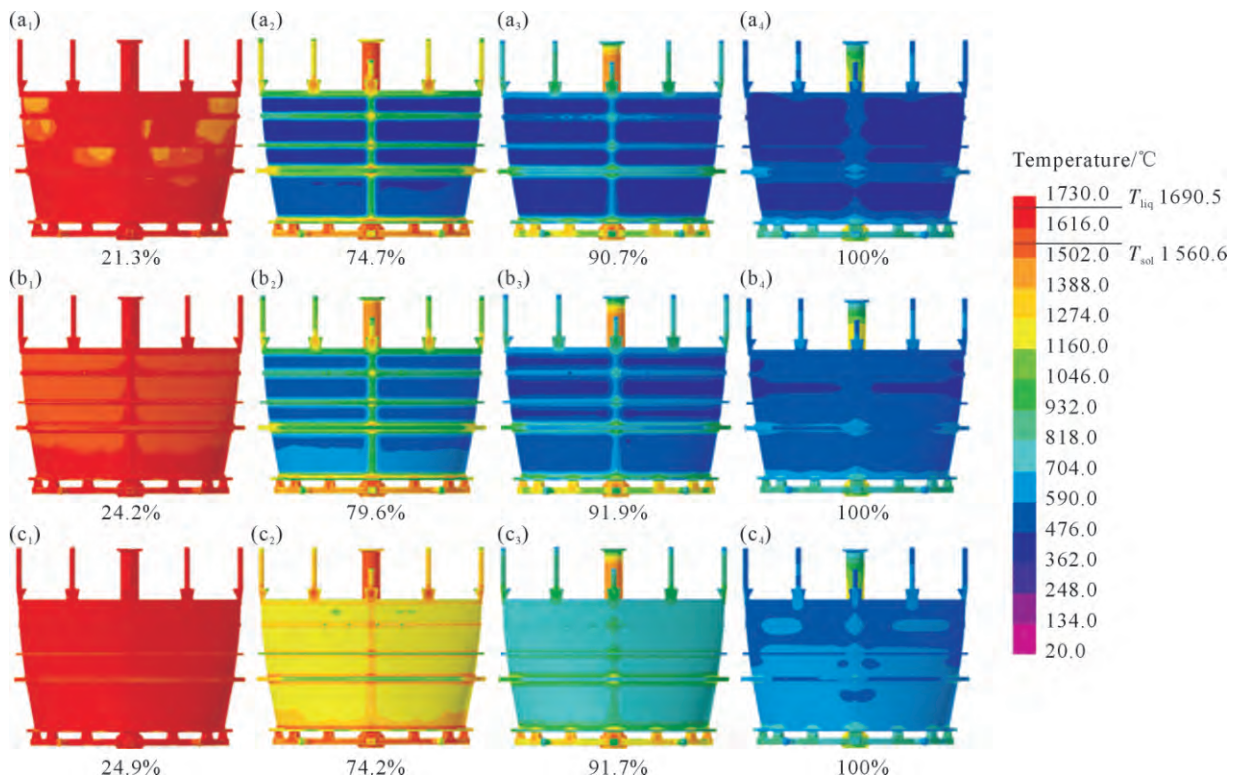 (a₁) (a₂) (a₃) (a₄)
21.3% 74.7% 90.7% 100%
(b₁) (b₂) (b₃) (b₄)
24.2% 79.6% 91.9% 100%
(c₁) (c₂) (c₃) (c₄)
24.9% 74.2% 91.7% 100%
Temperature/℃
1730.0
T liq 1690.5
1616.0
1502.0
T sol 1 560.6
1388.0
1274.0
1160.0
1046.0
932.0
818.0
704.0
590.0
476.0
362.0
248.0
134.0
20.0